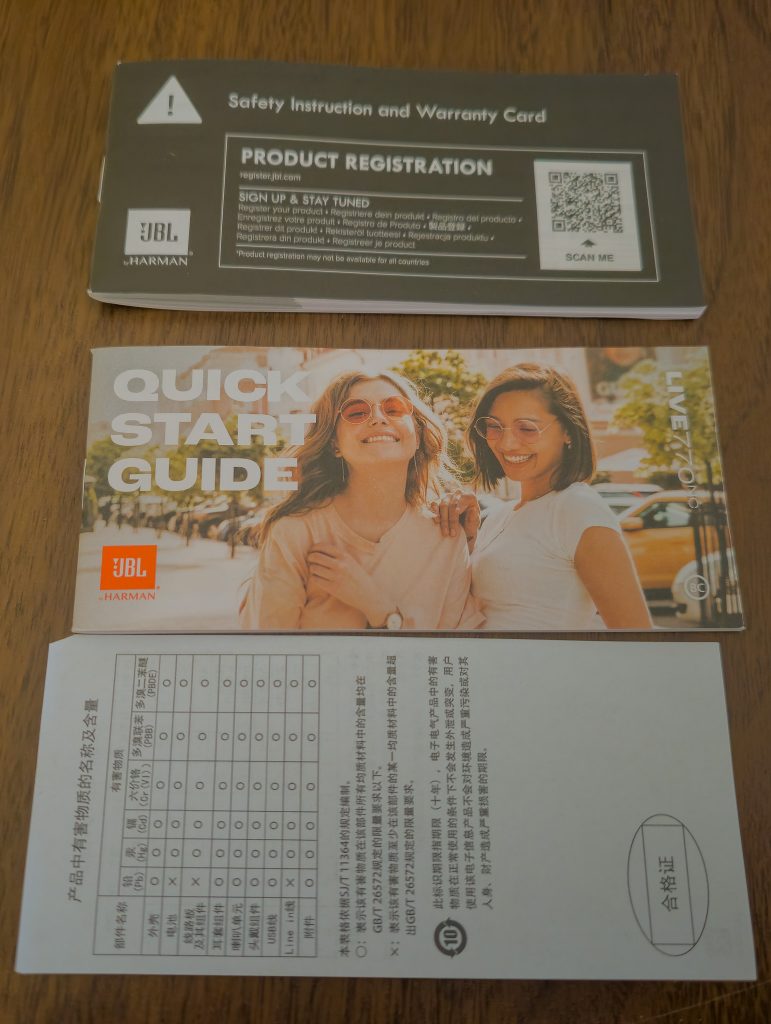 !
Safety Instruction and Warranty Card
PRODUCT REGISTRATION
register.jbl.com
SIGN UP & STAY TUNED
Register your product • Registriere dein produkt • Registro del producto •
Enregistrez votre produit • Registro de Produto • 製品登録 •
Registrer dit produkt • Rekisteröi tuotteesi • Rejestracja produktu •
Registrera din produkt • Registreer je product
*Product registration may not be available for all countries
SCAN ME
JBL
by HARMAN
QUICK
START
GUIDE
LIVE770NC
JBL
by HARMAN
产品中有害物质的名称及含量
部件名称 有害物质
铅 (Pb) 汞 (Hg) 镉 (Cd) 六价铬 (Cr(VI)) 多溴联苯 (PBB) 多溴二苯醚 (PBDE)
外壳 ○ ○ ○ ○ ○ ○
电池 × ○ ○ ○ ○ ○
线路板及其组件 × ○ ○ ○ ○ ○
耳套组件 ○ ○ ○ ○ ○ ○
喇叭单元 ○ ○ ○ ○ ○ ○
头戴组件 ○ ○ ○ ○ ○ ○
USB线 ○ ○ ○ ○ ○ ○
Line in线 × ○ ○ ○ ○ ○
附件 ○ ○ ○ ○ ○ ○
本表格依据SJ/T 11364的规定编制。
○: 表示该有害物质在该部件所有均质材料中的含量均在
GB/T 26572规定的限量要求以下。
×: 表示该有害物质至少在该部件的某一均质材料中的含量超
出GB/T 26572规定的限量要求。
10
此标识期限指期限（十年），电子电气产品中的有害
物质在正常使用的条件下不会发生外泄或突变，用户
使用该电子信息产品不会对环境造成严重污染或对其
人身、财产造成严重损害的期限。
合格证